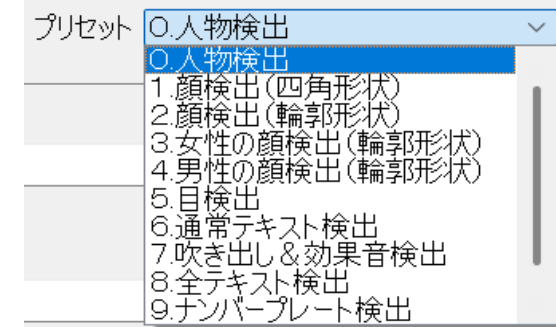 プリセット 0.人物検出
0.人物検出
1.顔検出(四角形状)
2.顔検出(輪郭形状)
3.女性の顔検出(輪郭形状)
4.男性の顔検出(輪郭形状)
5.目検出
6.通常テキスト検出
7.吹き出し&効果音検出
8.全テキスト検出
9.ナンバープレート検出